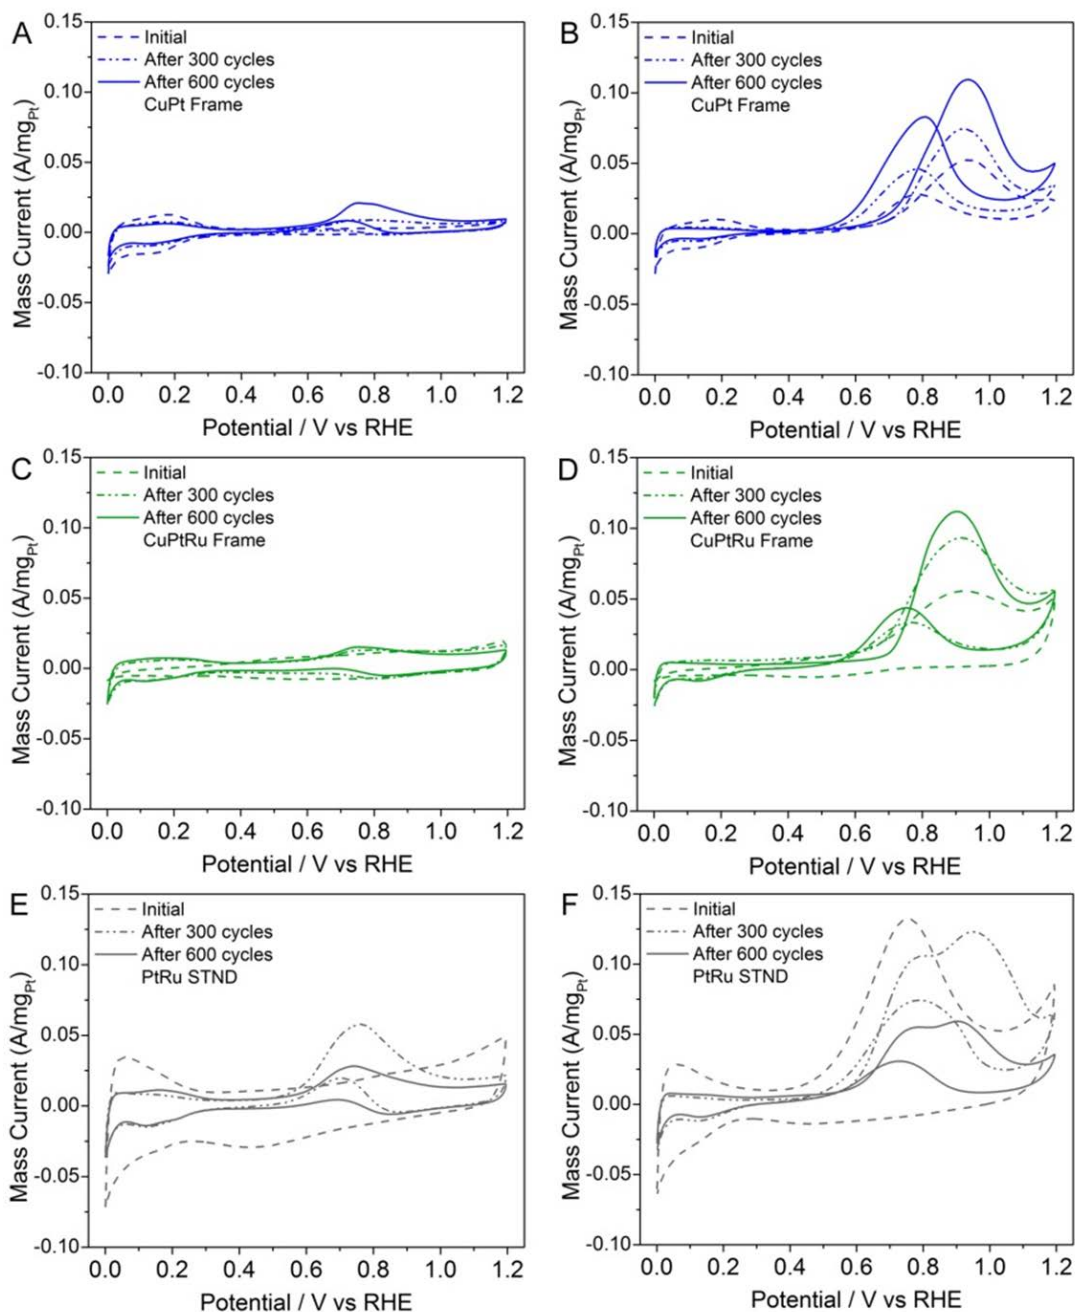 A
0.15
0.10
0.05
0.00
-0.05
-0.10
Mass Current (A/mgPt)
Initial
After 300 cycles
After 600 cycles
CuPt Frame
0.0 0.2 0.4 0.6 0.8 1.0 1.2
Potential / V vs RHE
B
0.15
0.10
0.05
0.00
-0.05
-0.10
Mass Current (A/mgPt)
Initial
After 300 cycles
After 600 cycles
CuPt Frame
0.0 0.2 0.4 0.6 0.8 1.0 1.2
Potential / V vs RHE
C
0.15
0.10
0.05
0.00
-0.05
-0.10
Mass Current (A/mgPt)
Initial
After 300 cycles
After 600 cycles
CuPtRu Frame
0.0 0.2 0.4 0.6 0.8 1.0 1.2
Potential / V vs RHE
D
0.15
0.10
0.05
0.00
-0.05
-0.10
Mass Current (A/mgPt)
Initial
After 300 cycles
After 600 cycles
CuPtRu Frame
0.0 0.2 0.4 0.6 0.8 1.0 1.2
Potential / V vs RHE
E
0.15
0.10
0.05
0.00
-0.05
-0.10
Mass Current (A/mgPt)
Initial
After 300 cycles
After 600 cycles
PtRu STND
0.0 0.2 0.4 0.6 0.8 1.0 1.2
Potential / V vs RHE
F
0.15
0.10
0.05
0.00
-0.05
-0.10
Mass Current (A/mgPt)
Initial
After 300 cycles
After 600 cycles
PtRu STND
0.0 0.2 0.4 0.6 0.8 1.0 1.2
Potential / V vs RHE